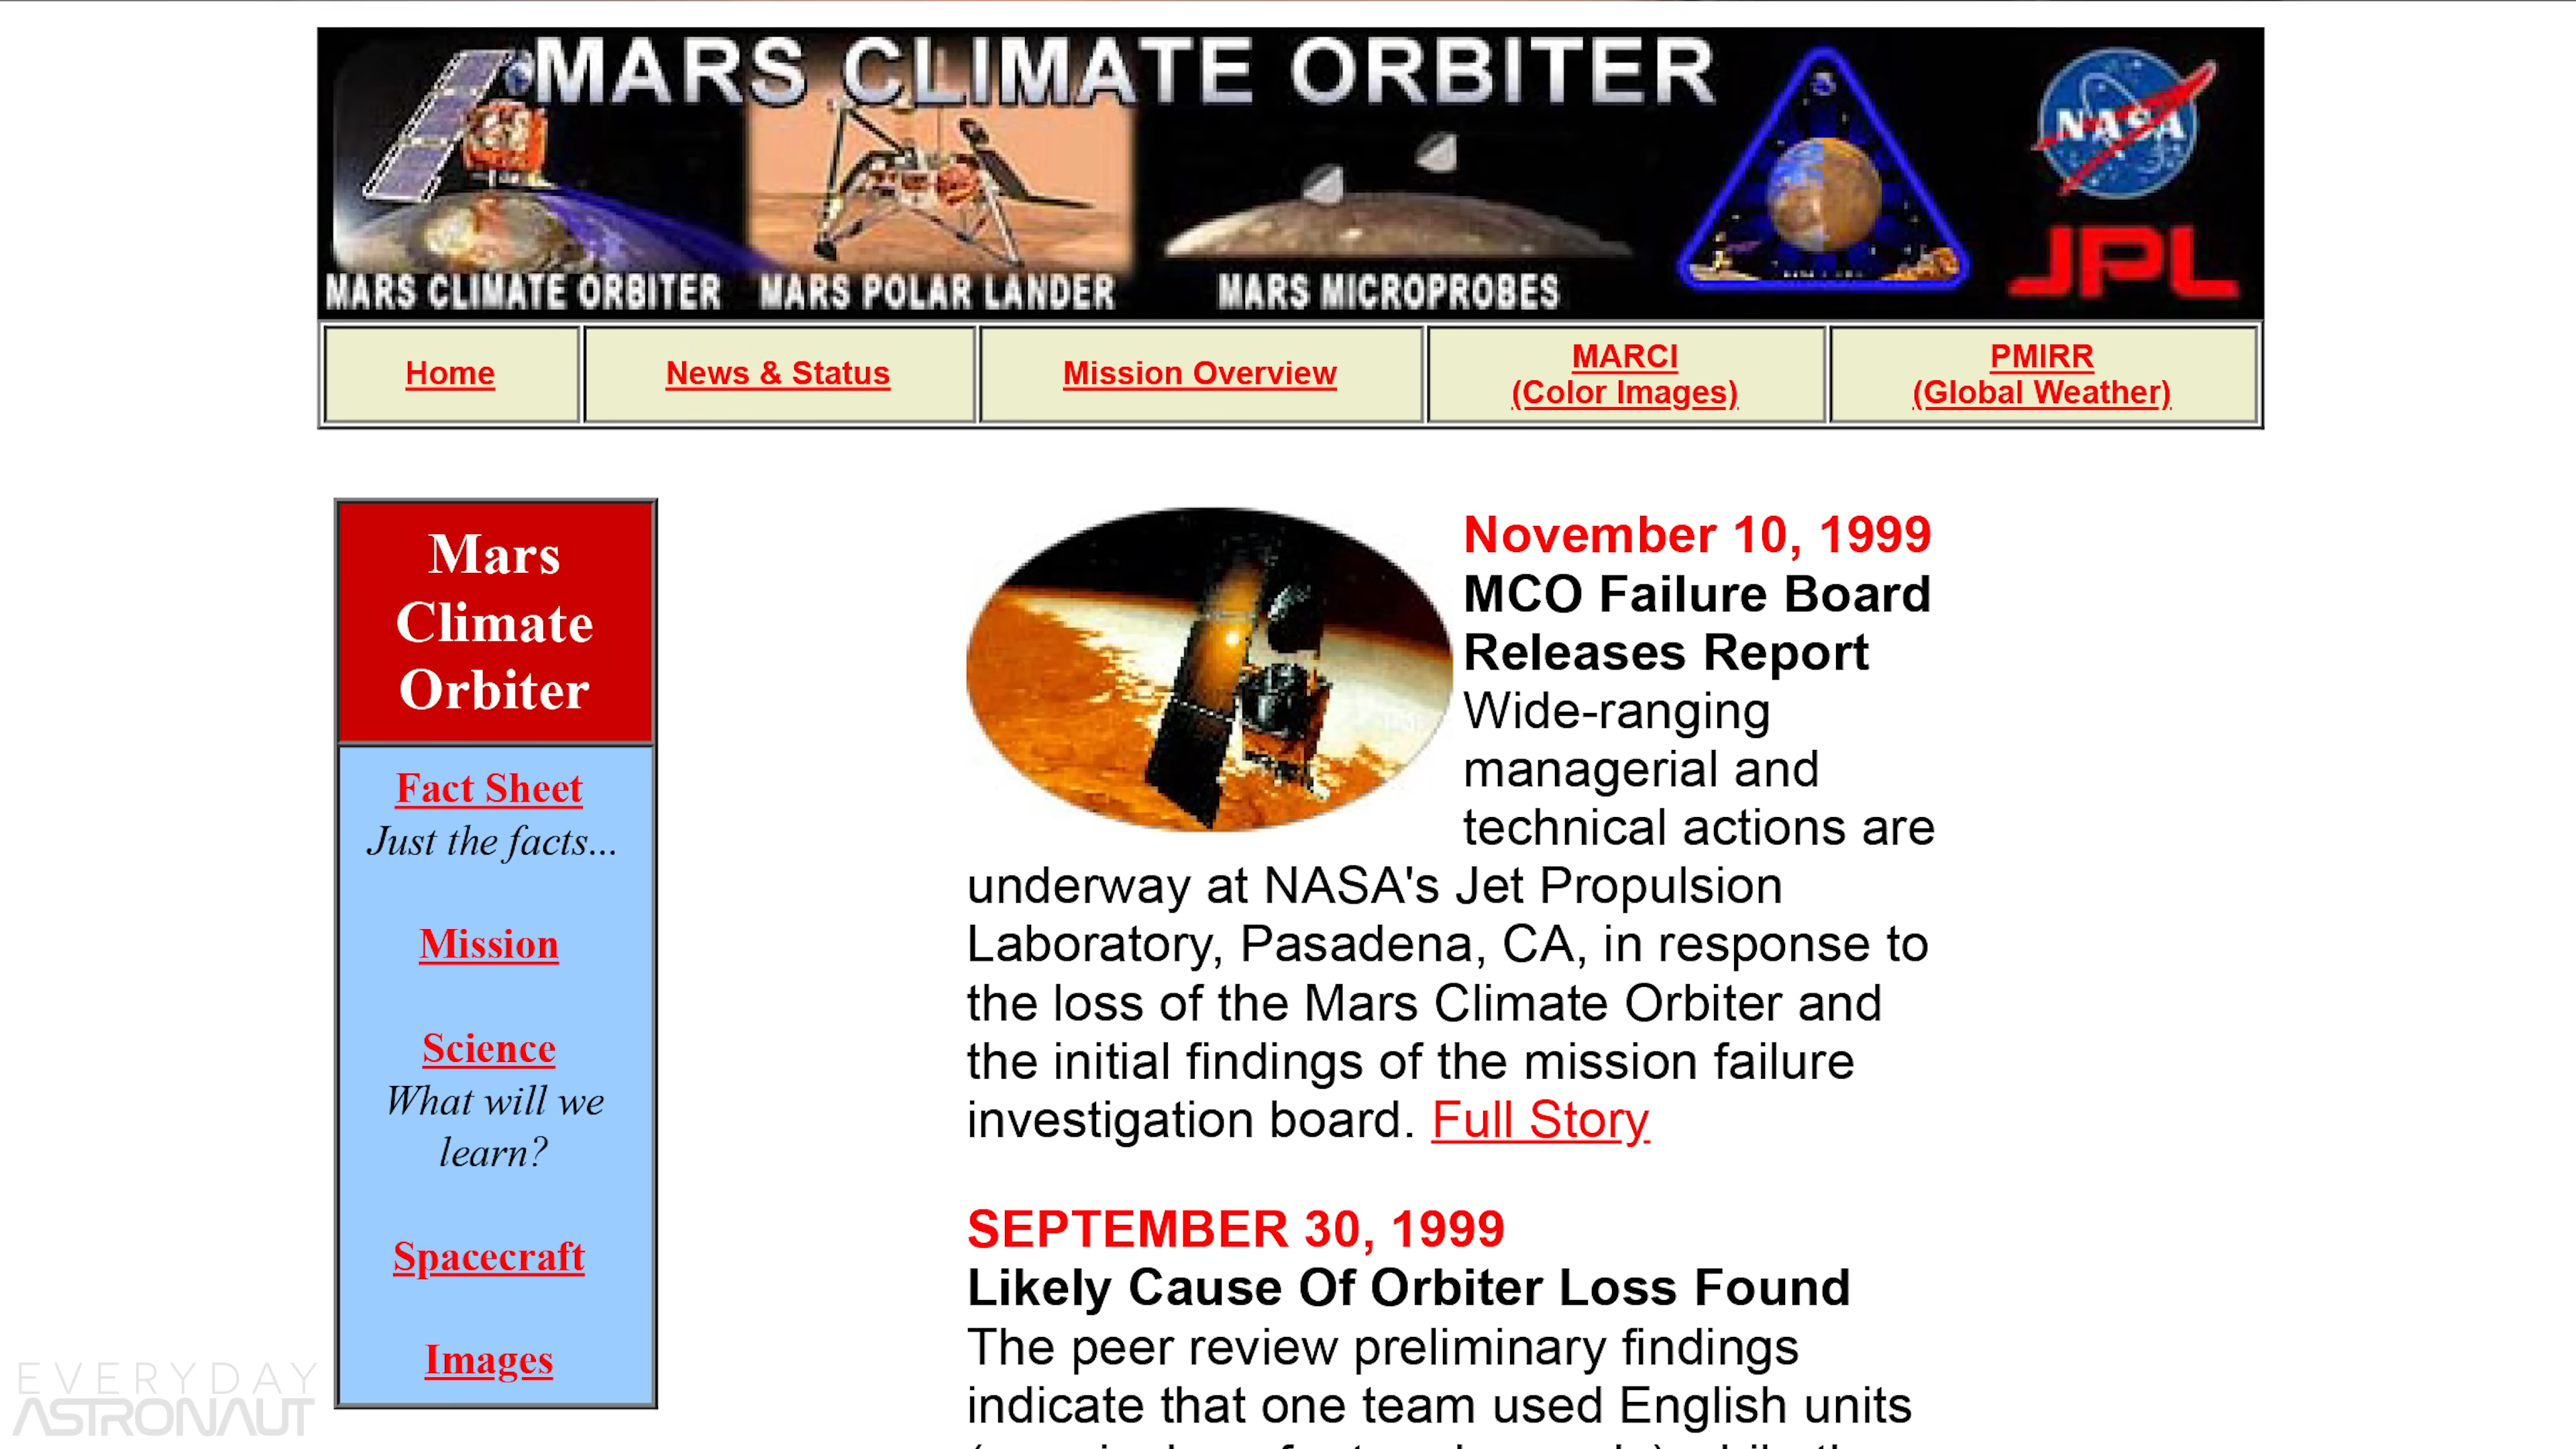 MARS CLIMATE ORBITER
NASA
JPL
MARS CLIMATE ORBITER
MARS POLAR LANDER
MARS MICROPROBES
Home
News & Status
Mission Overview
MARCI
(Color Images)
PMIRR
(Global Weather)
Mars
Climate
Orbiter
Fact Sheet
Just the facts...
Mission
Science
What will we
learn?
Spacecraft
Images
November 10, 1999
MCO Failure Board
Releases Report
Wide-ranging
managerial and
technical actions are
underway at NASA's Jet Propulsion
Laboratory, Pasadena, CA, in response to
the loss of the Mars Climate Orbiter and
the initial findings of the mission failure
investigation board. Full Story
SEPTEMBER 30, 1999
Likely Cause Of Orbiter Loss Found
The peer review preliminary findings
indicate that one team used English units
EVERYDAY
ASTRONAUT